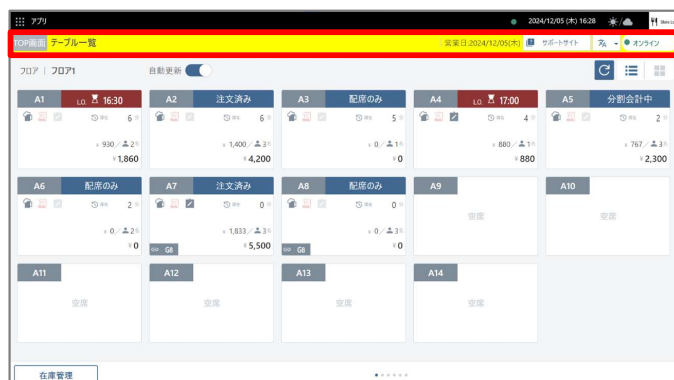 アプリ 2024/12/05 (木) 16:28
TOP画面 テーブル一覧 営業日:2024/12/05(木) サポートサイト オンライン
フロア | フロア1 自動更新
A1 L.O. 16:30 A2 注文済み A3 配席のみ A4 L.O. 17:00 A5 分割会計中
6 6 5 4 2
¥ 930 / 2 ¥ 1,400 / 3 ¥ 0 / 1 ¥ 880 / 1 ¥ 767 / 3
¥ 1,860 ¥ 4,200 ¥ 0 ¥ 880 ¥ 2,300
A6 配席のみ A7 注文済み A8 配席のみ A9 A10
2 0 0
空席 空席
¥ 0 / 2 ¥ 1,833 / 3 ¥ 0 / 3
¥ 0 G8 ¥ 5,500 G8 ¥ 0
A11 A12 A13 A14
空席 空席 空席 空席
在庫管理